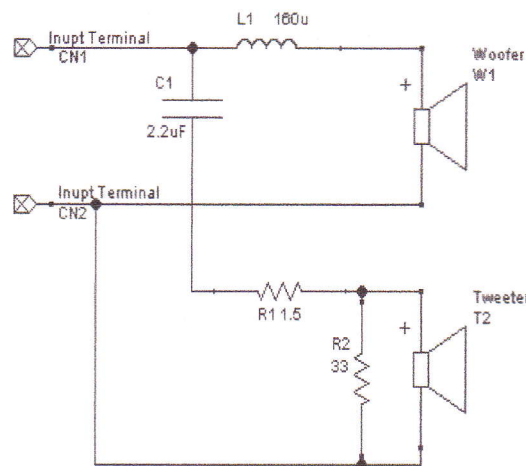 L1 160u
Inupt Terminal
CN1
Woofer
W1
+
C1
2.2uF
Inupt Terminal
CN2
R1 1.5
Tweeter
T2
+
R2
33